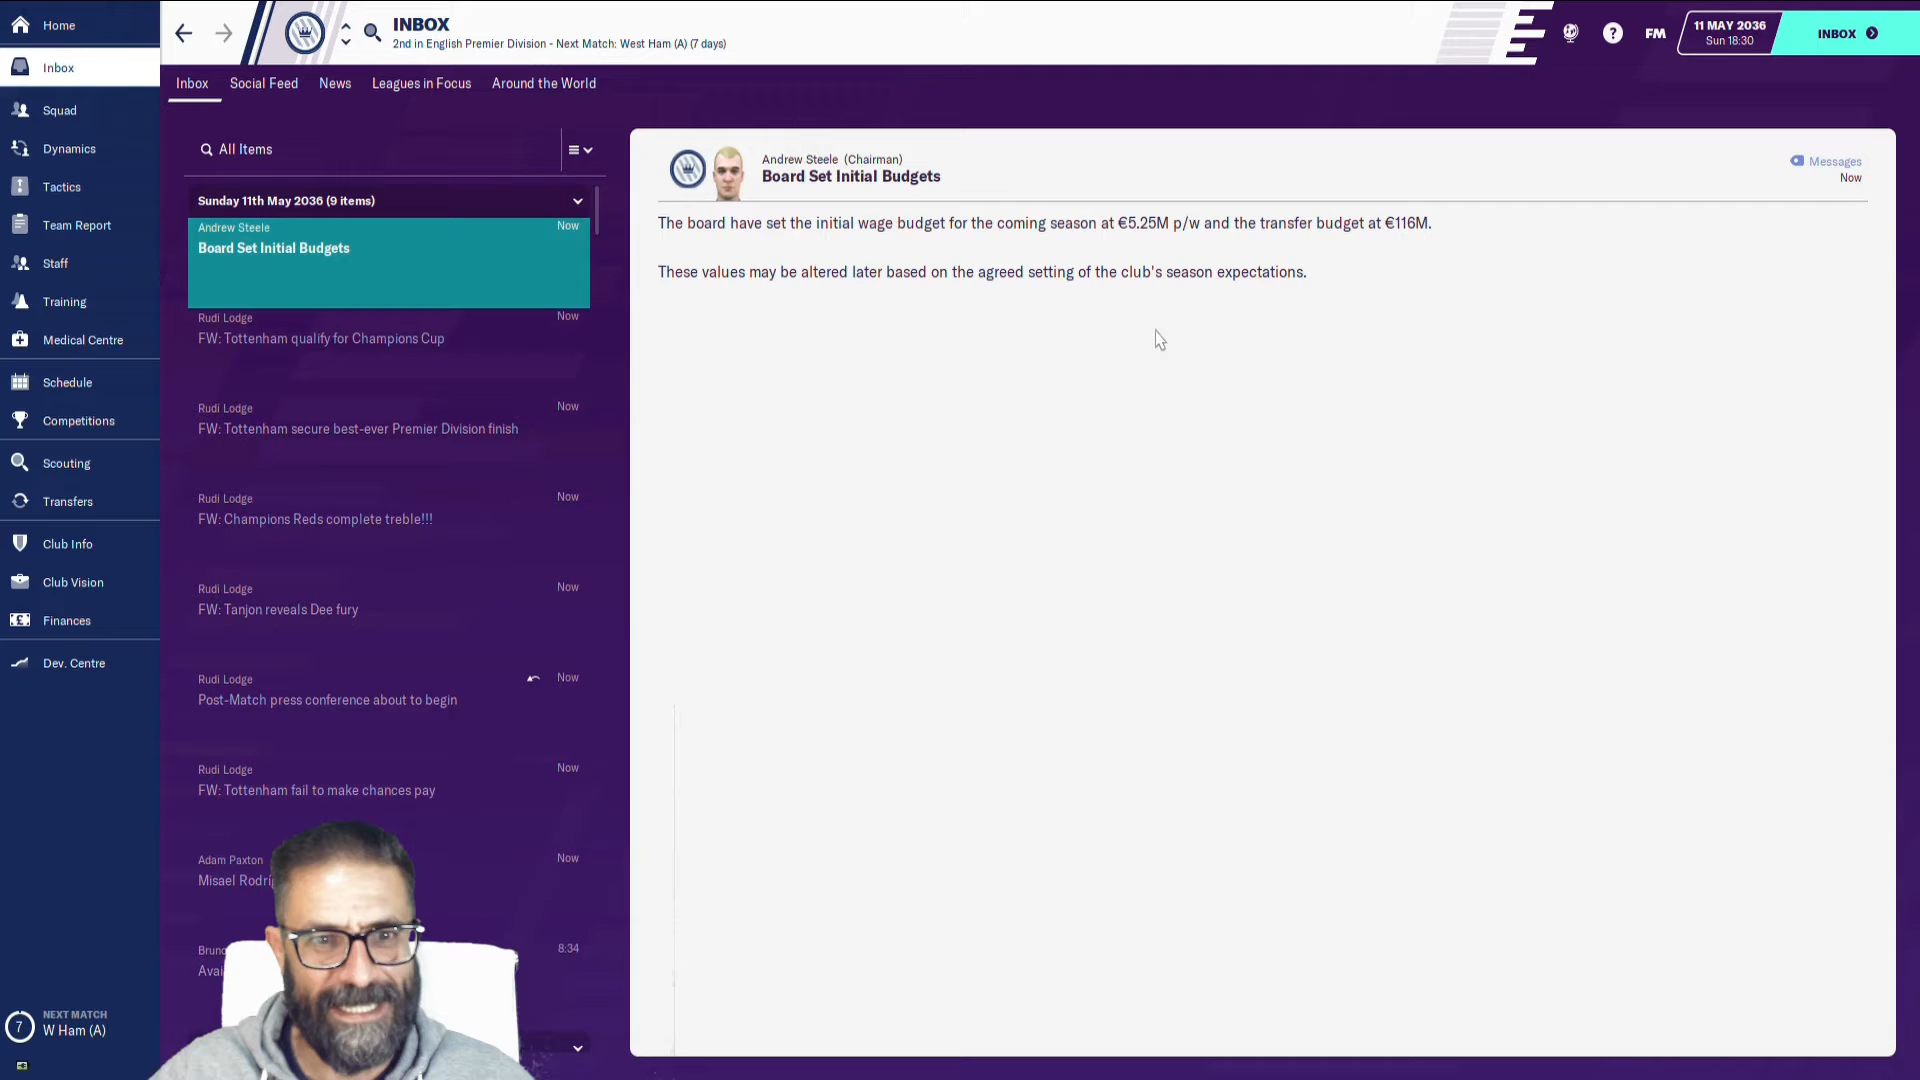 Home
Inbox
Squad
Dynamics
Tactics
Team Report
Staff
Training
Medical Centre
Schedule
Competitions
Scouting
Transfers
Club Info
Club Vision
Finances
Dev. Centre
7
NEXT MATCH
W Ham (A)
INBOX
2nd in English Premier Division - Next Match: West Ham (A) (7 days)
?
FM
11 MAY 2036
Sun 18:30
INBOX
Inbox
Social Feed
News
Leagues in Focus
Around the World
All Items
Sunday 11th May 2036 (9 items)
Andrew Steele
Now
Board Set Initial Budgets
Rudi Lodge
Now
FW: Tottenham qualify for Champions Cup
Rudi Lodge
Now
FW: Tottenham secure best-ever Premier Division finish
Rudi Lodge
Now
FW: Champions Reds complete treble!!!
Rudi Lodge
Now
FW: Tanjon reveals Dee fury
Rudi Lodge
Now
Post-Match press conference about to begin
Rudi Lodge
Now
FW: Tottenham fail to make chances pay
Adam Paxton
Now
Misael
8:34
Andrew Steele (Chairman)
Board Set Initial Budgets
Messages
Now
The board have set the initial wage budget for the coming season at €5.25M p/w and the transfer budget at €116M.
These values may be altered later based on the agreed setting of the club's season expectations.